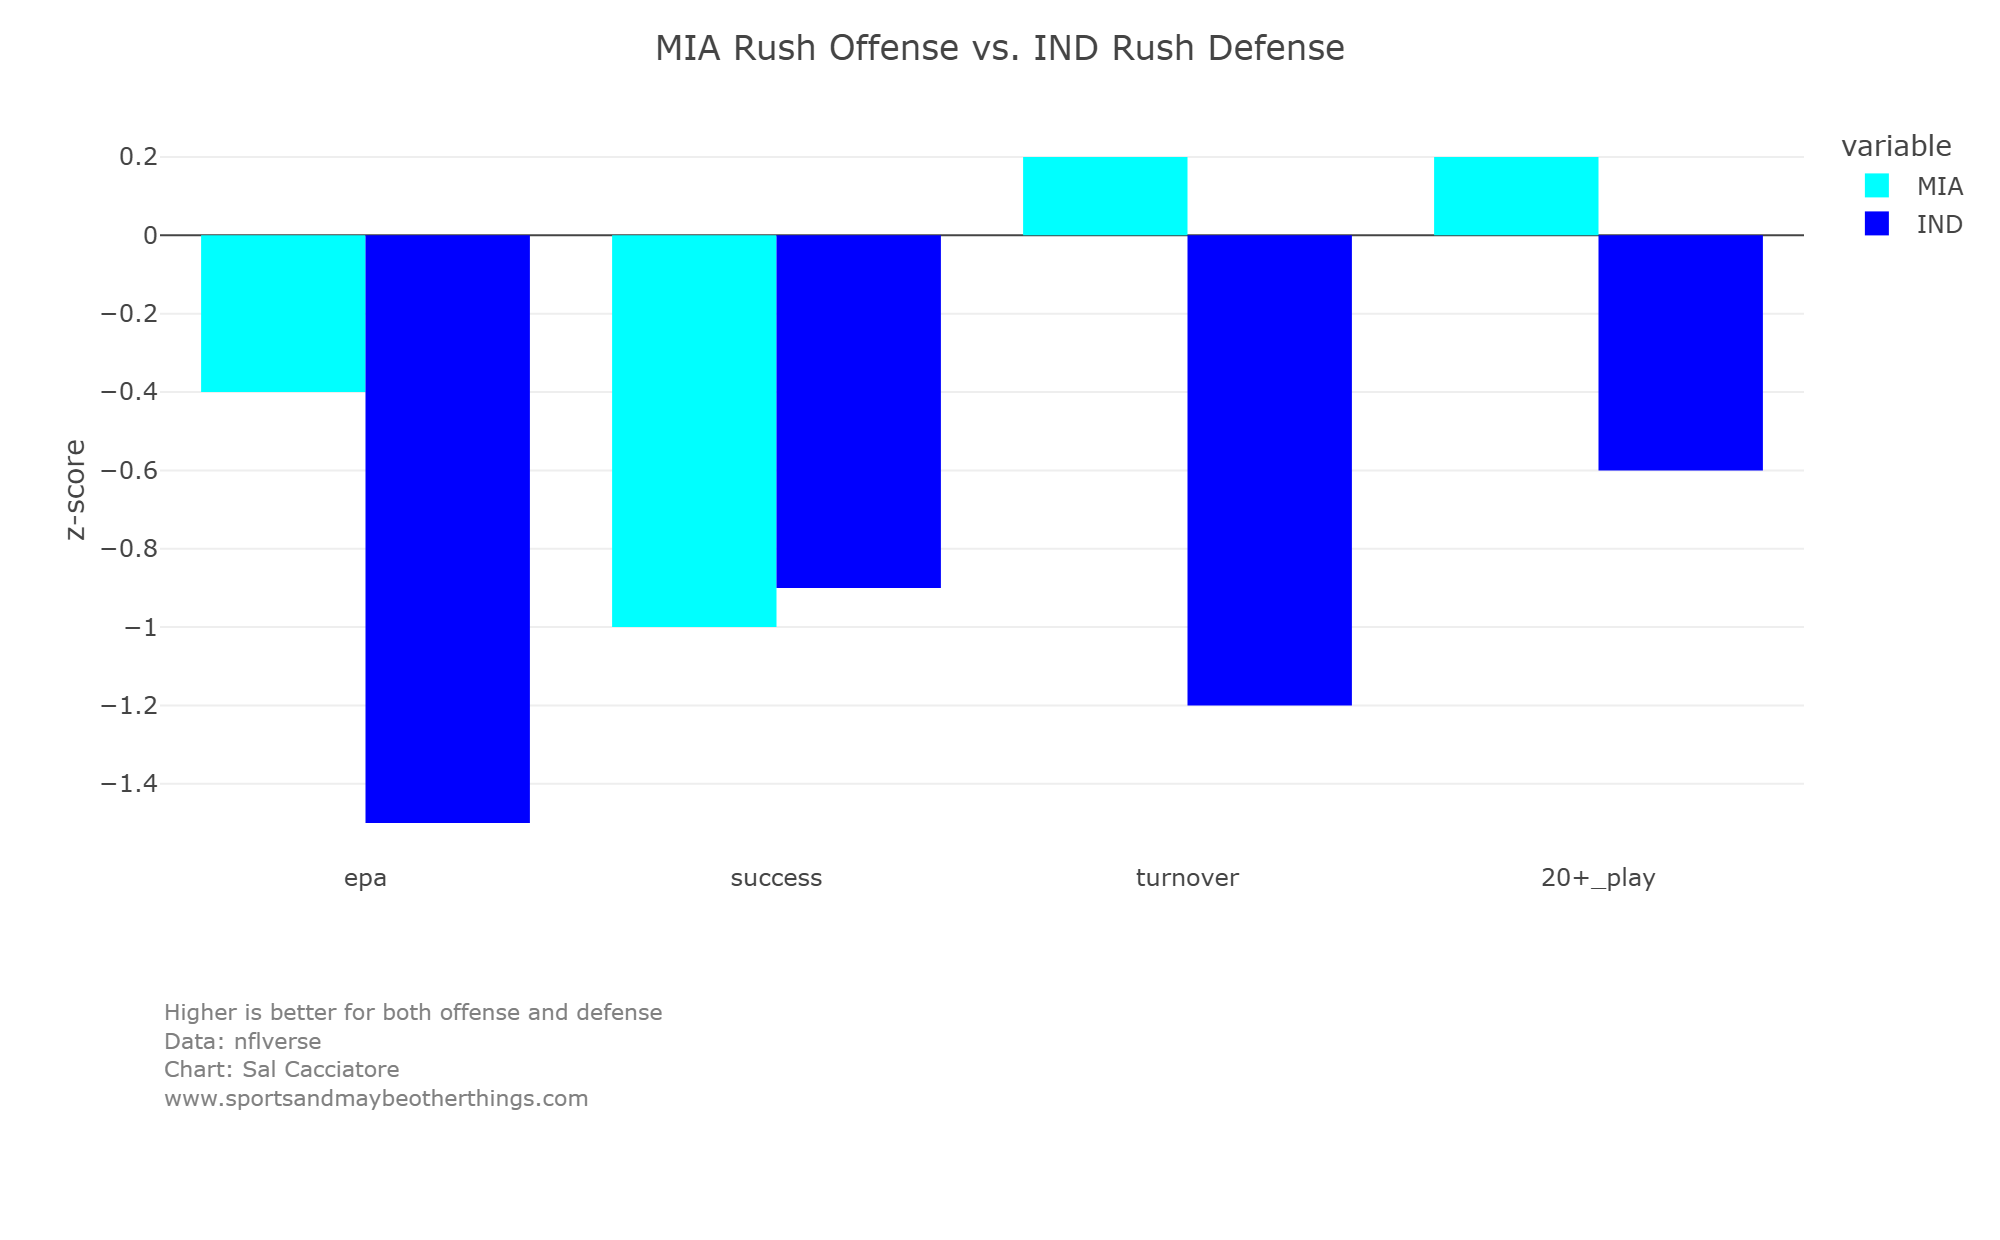 MIA Rush Offense vs. IND Rush Defense
variable
MIA
IND
z-score
0.2
0
−0.2
−0.4
−0.6
−0.8
−1
−1.2
−1.4
epa
success
turnover
20+_play
Higher is better for both offense and defense
Data: nflverse
Chart: Sal Cacciatore
www.sportsandmaybeotherthings.com